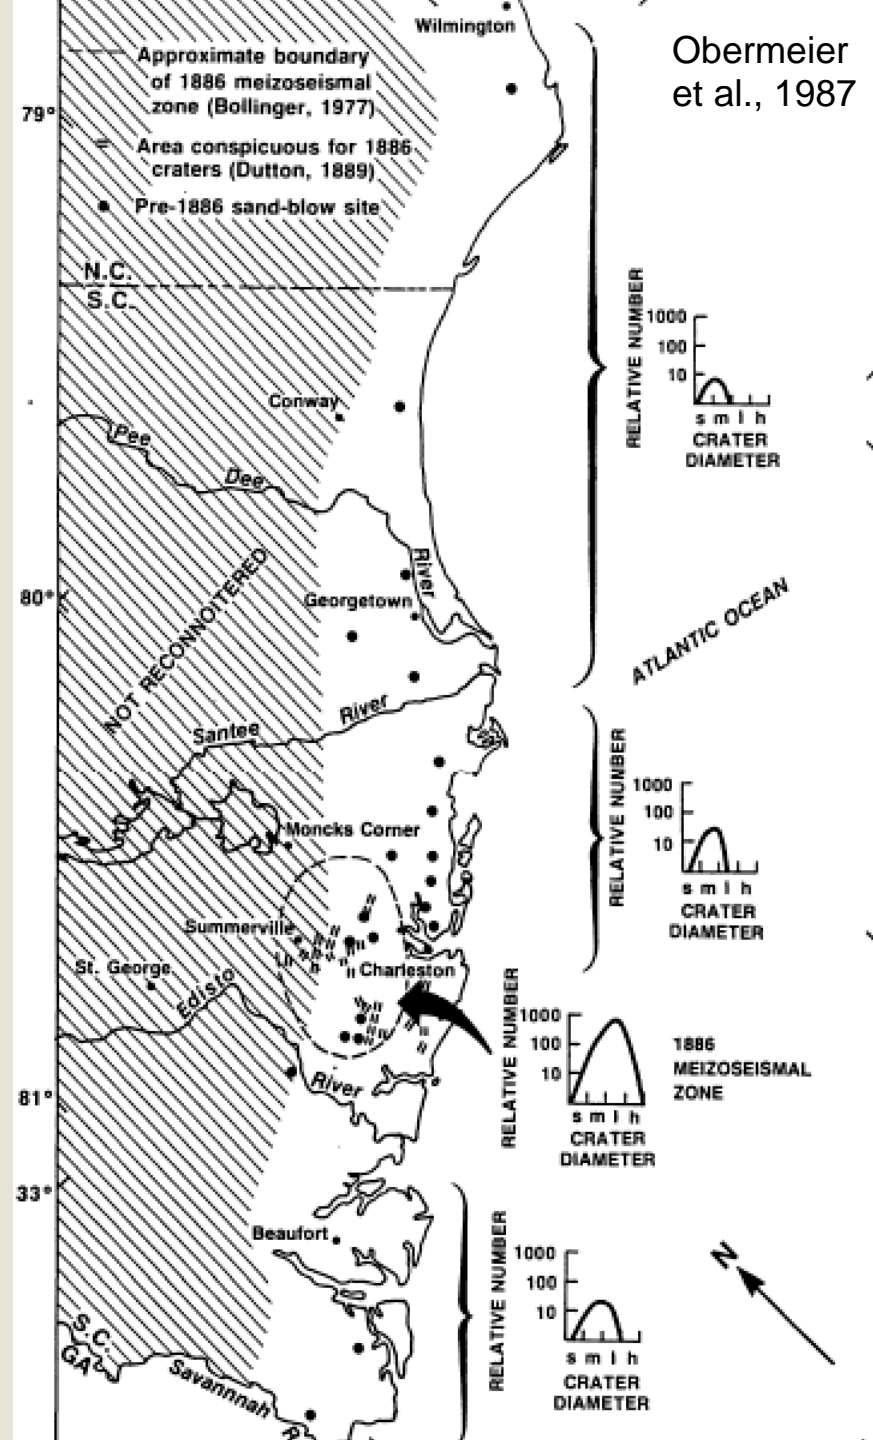 Wilmington
Obermeier
et al., 1987
Approximate boundary
of 1886 meizoseismal
zone (Bollinger, 1977)
79°
Area conspicuous for 1886
craters (Dutton, 1889)
Pre-1886 sand-blow site
N.C.
S.C.
RELATIVE NUMBER
1000
100
10
s m l h
CRATER
DIAMETER
Conway
Pee
Dee
River
80°
Georgetown
NOT RECONNOITERED
ATLANTIC OCEAN
Santee
River
RELATIVE NUMBER
1000
100
10
s m l h
CRATER
DIAMETER
Moncks Corner
Summerville
St. George
Charleston
Edisto
River
RELATIVE NUMBER
1000
100
10
s m l h
CRATER
DIAMETER
1886
MEIZOSEISMAL
ZONE
81°
33°
Beaufort
RELATIVE NUMBER
1000
100
10
s m l h
CRATER
DIAMETER
N
S.C.
GA
Savannnah
R